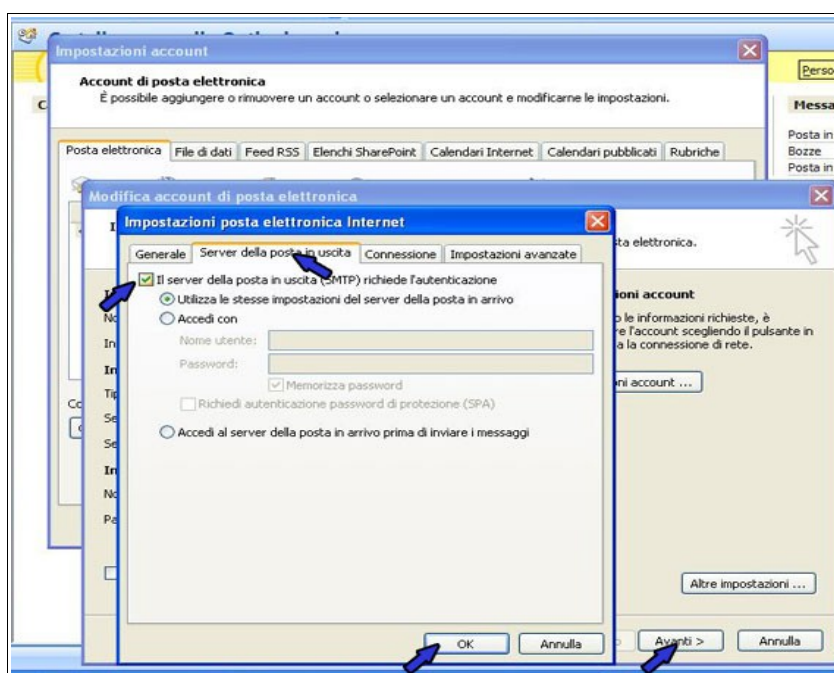 Impostazioni account
Account di posta elettronica
È possibile aggiungere o rimuovere un account o selezionare un account e modificarne le impostazioni.
Posta elettronica File di dati Feed RSS Elenchi SharePoint Calendari Internet Calendari pubblicati Rubriche
Perso
Messa
Posta in
Bozze
Posta in
Modifica account di posta elettronica
ta elettronica.
Impostazioni posta elettronica Internet
Generale Server della posta in uscita Connessione Impostazioni avanzate
Il server della posta in uscita (SMTP) richiede l'autenticazione
Utilizza le stesse impostazioni del server della posta in arrivo
Accedi con
Nome utente:
Password:
Memorizza password
Richiedi autenticazione password di protezione (SPA)
Accedi al server della posta in arrivo prima di inviare i messaggi
OK Annulla
ioni account
o le informazioni richieste, è
re l'account scegliendo il pulsante in
a la connessione di rete.
ni account ...
Altre impostazioni ...
Avanti > Annulla